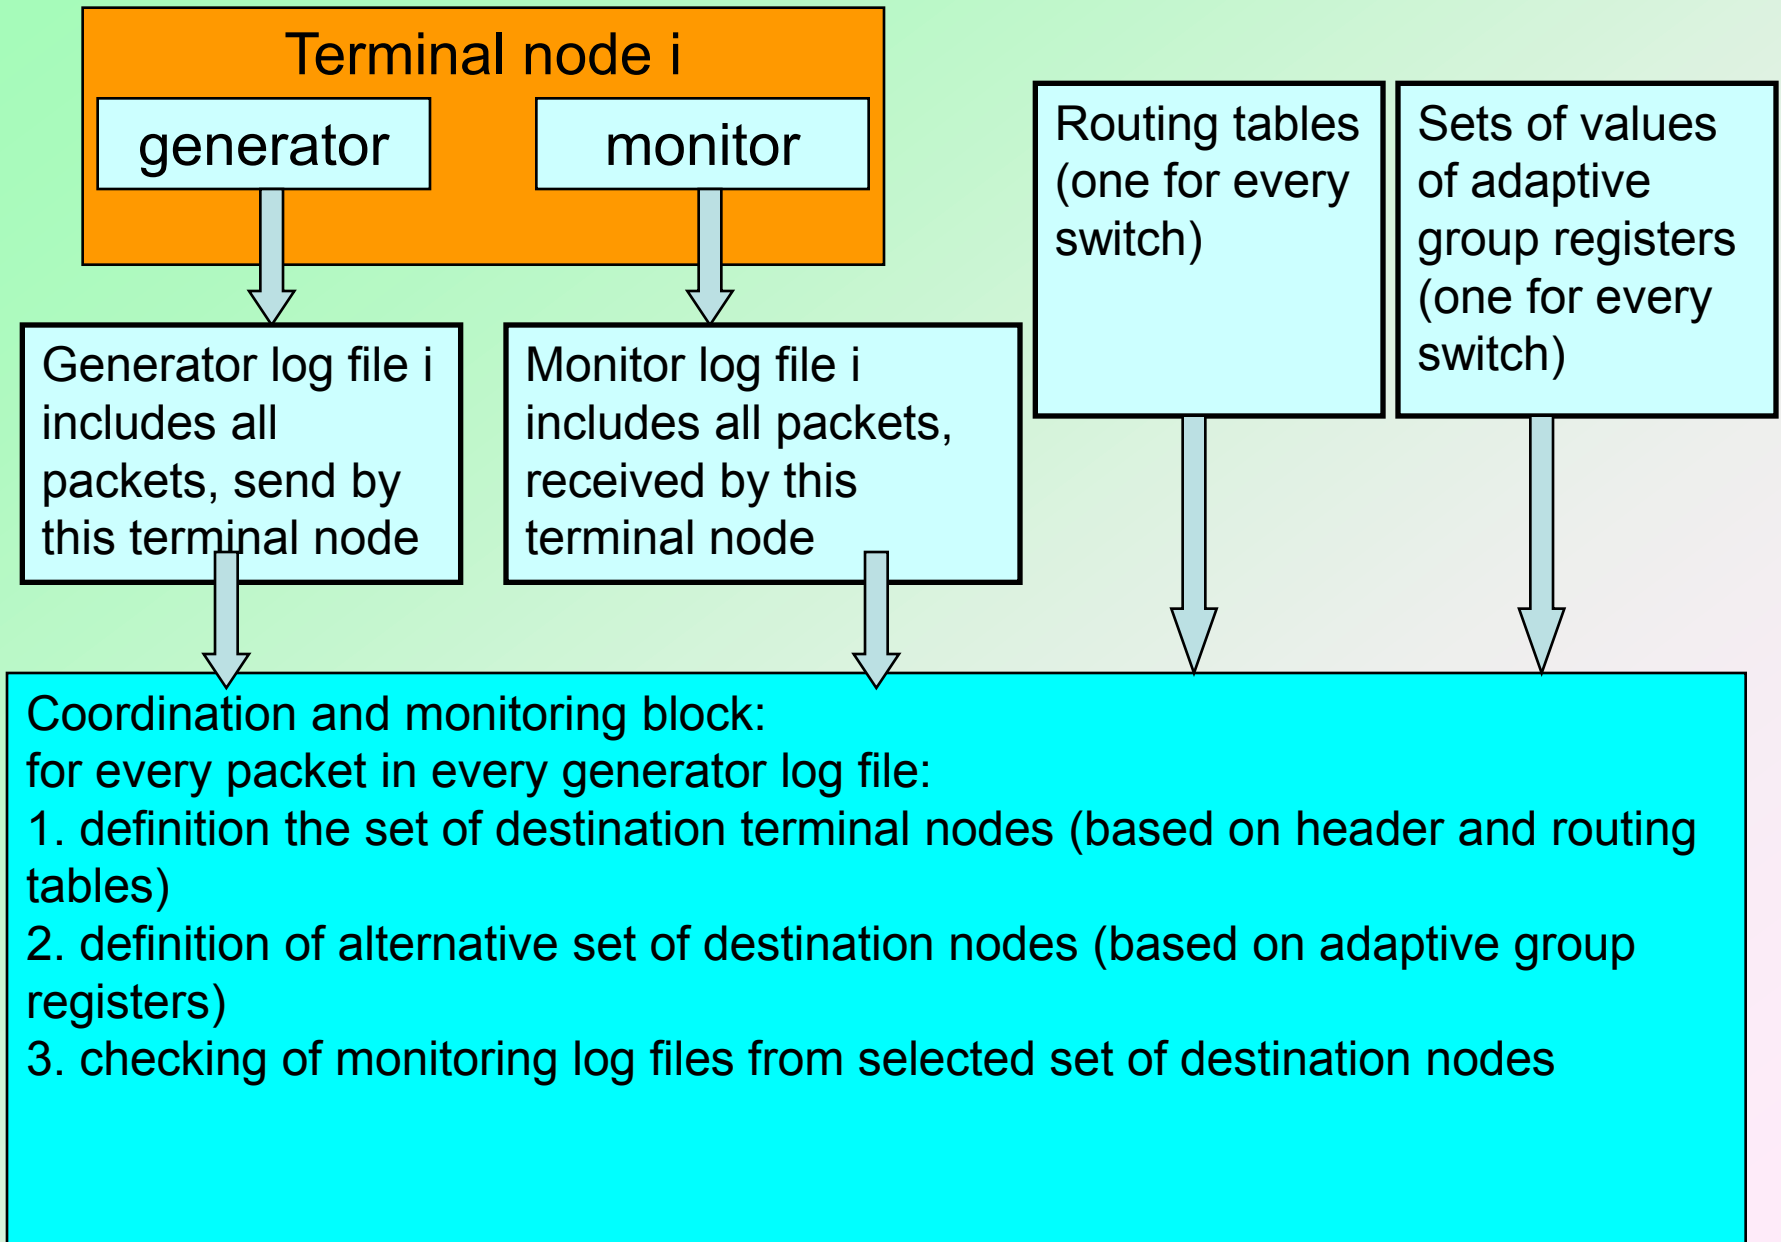 Terminal node i
generator
monitor
Routing tables
(one for every
switch)
Sets of values
of adaptive
group registers
(one for every
switch)
Generator log file i
includes all
packets, send by
this terminal node
Monitor log file i
includes all packets,
received by this
terminal node
Coordination and monitoring block:
for every packet in every generator log file:
1. definition the set of destination terminal nodes (based on header and routing
tables)
2. definition of alternative set of destination nodes (based on adaptive group
registers)
3. checking of monitoring log files from selected set of destination nodes